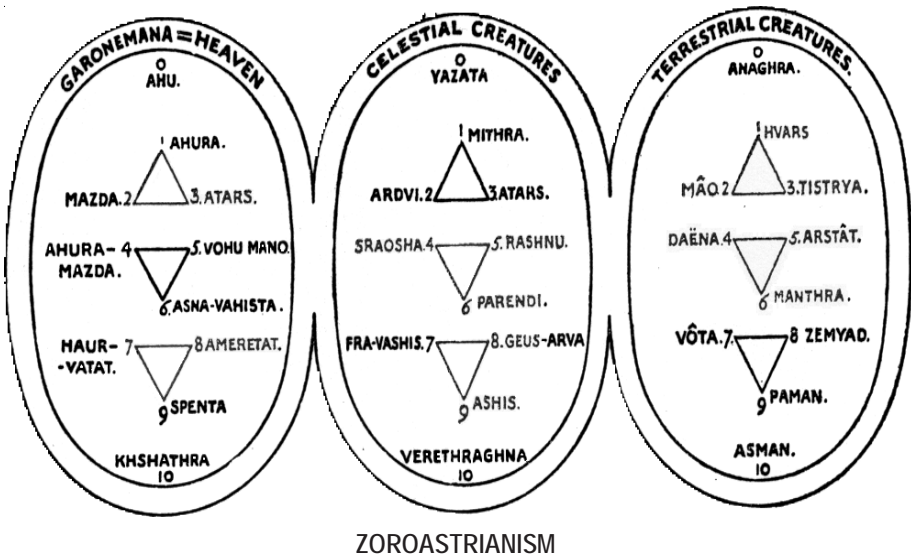 GARONEMANA=HEAVEN
0
AHU.
1 AHURA.
MAZDA. 2 3. ATARS.
AHURA- 4 5. VOHU MANO.
MAZDA.
6. ASNA-VAHISTA.
HAUR- 7 8 AMERETAT.
-VATAT.
9 SPENTA
KHSHATHRA
10
CELESTIAL CREATURES
0
YAZATA
1 MITHRA.
ARDVI. 2 3. ATARS.
SRAOSHA. 4 5. RASHNU.
6 PARENDI.
FRA-VASHIS. 7 8. GEUS-ARVA
9 ASHIS.
VERETHRAGHNA
10
TERRESTRIAL CREATURES.
0
ANAGHRA.
1 HVARS
MÂO. 2 3. TISTRYA.
DAËNA. 4 5. ARSTÂT.
6 MANTHRA.
VÔTA. 7. 8 ZEMYAD.
9 PAMAN.
ASMAN.
10
ZOROASTRIANISM